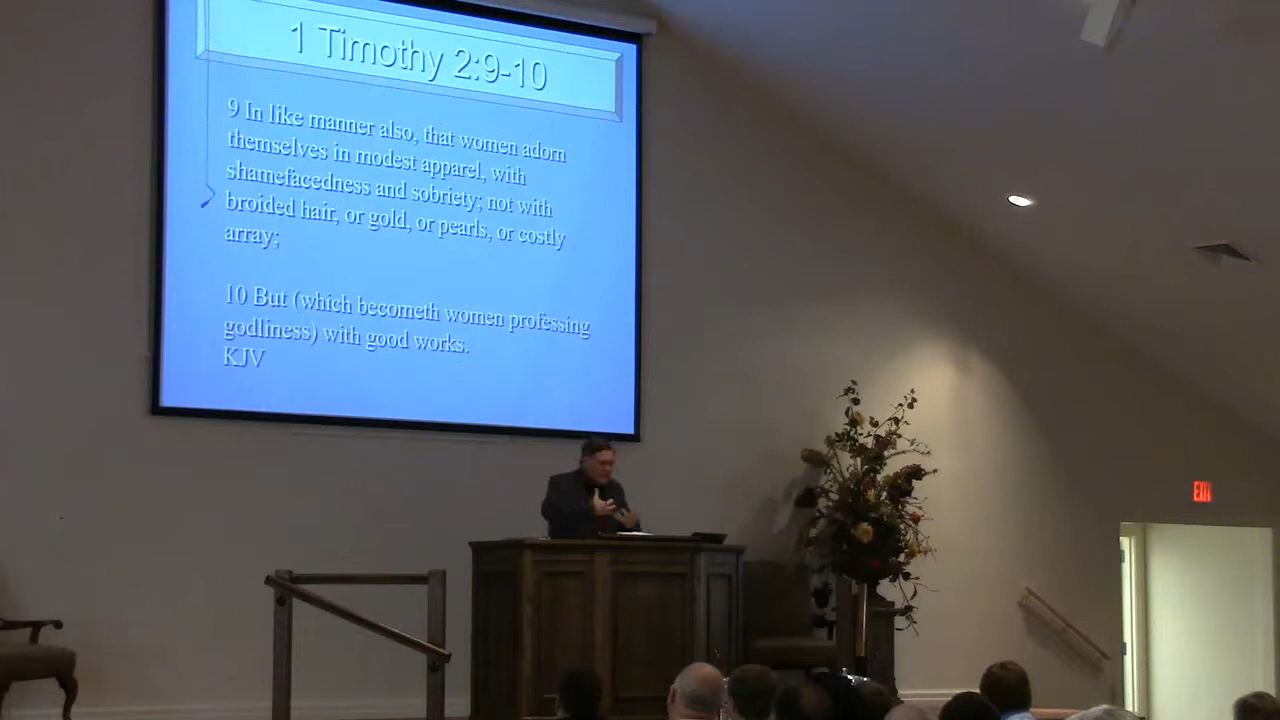 1 Timothy 2:9-10
9 In like manner also, that women adorn
themselves in modest apparel, with
shamefacedness and sobriety; not with
broided hair, or gold, or pearls, or costly
array;
10 But (which becometh women professing
godliness) with good works.
KJV
EXIT